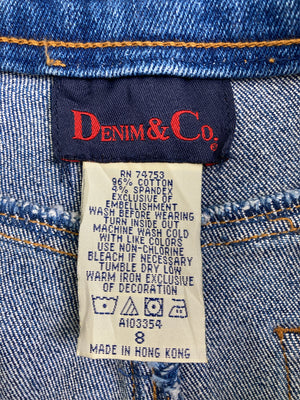 DENIM & Co.
RN 74753
96% COTTON
4% SPANDEX
EXCLUSIVE OF
EMBELLISHMENT
WASH BEFORE WEARING
TURN INSIDE OUT
MACHINE WASH COLD
WITH LIKE COLORS
USE NON-CHLORINE
BLEACH IF NECESSARY
TUMBLE DRY LOW
WARM IRON EXCLUSIVE
OF DECORATION
A103354
8
MADE IN HONG KONG